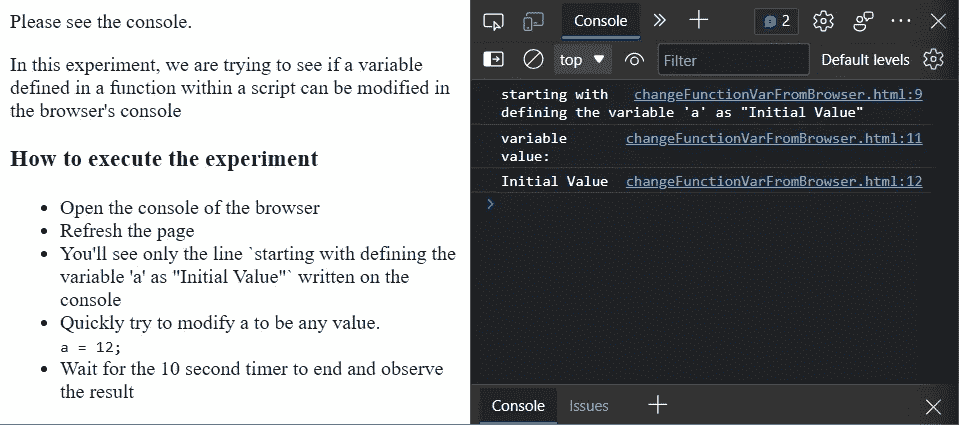 Please see the console.
In this experiment, we are trying to see if a variable
defined in a function within a script can be modified in
the browser's console
How to execute the experiment
• Open the console of the browser
• Refresh the page
• You'll see only the line `starting with defining the
variable 'a' as "Initial Value"` written on the
console
• Quickly try to modify a to be any value.
a = 12;
• Wait for the 10 second timer to end and observe
the result
Console
2
top
Filter
Default levels
starting with changeFunctionVarFromBrowser.html:9
defining the variable 'a' as "Initial Value"
variable changeFunctionVarFromBrowser.html:11
value:
Initial Value changeFunctionVarFromBrowser.html:12
Console Issues